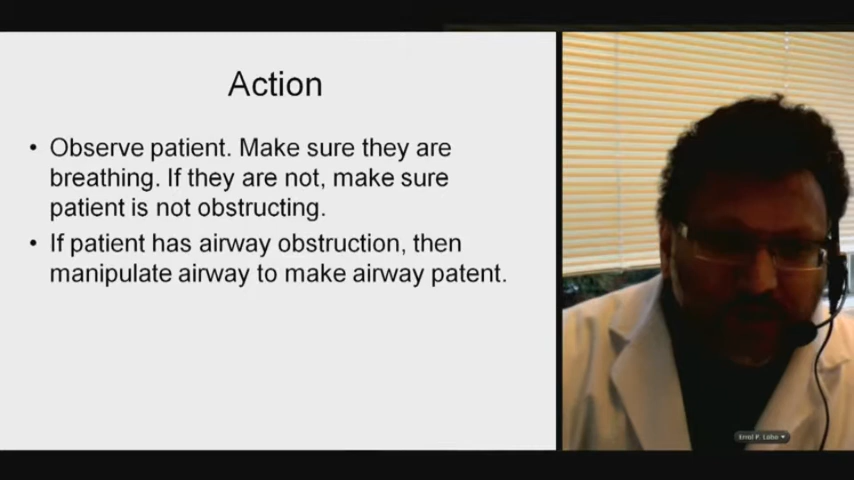 Action
• Observe patient. Make sure they are
breathing. If they are not, make sure
patient is not obstructing.
• If patient has airway obstruction, then
manipulate airway to make airway patent.
Errol P. Lobo